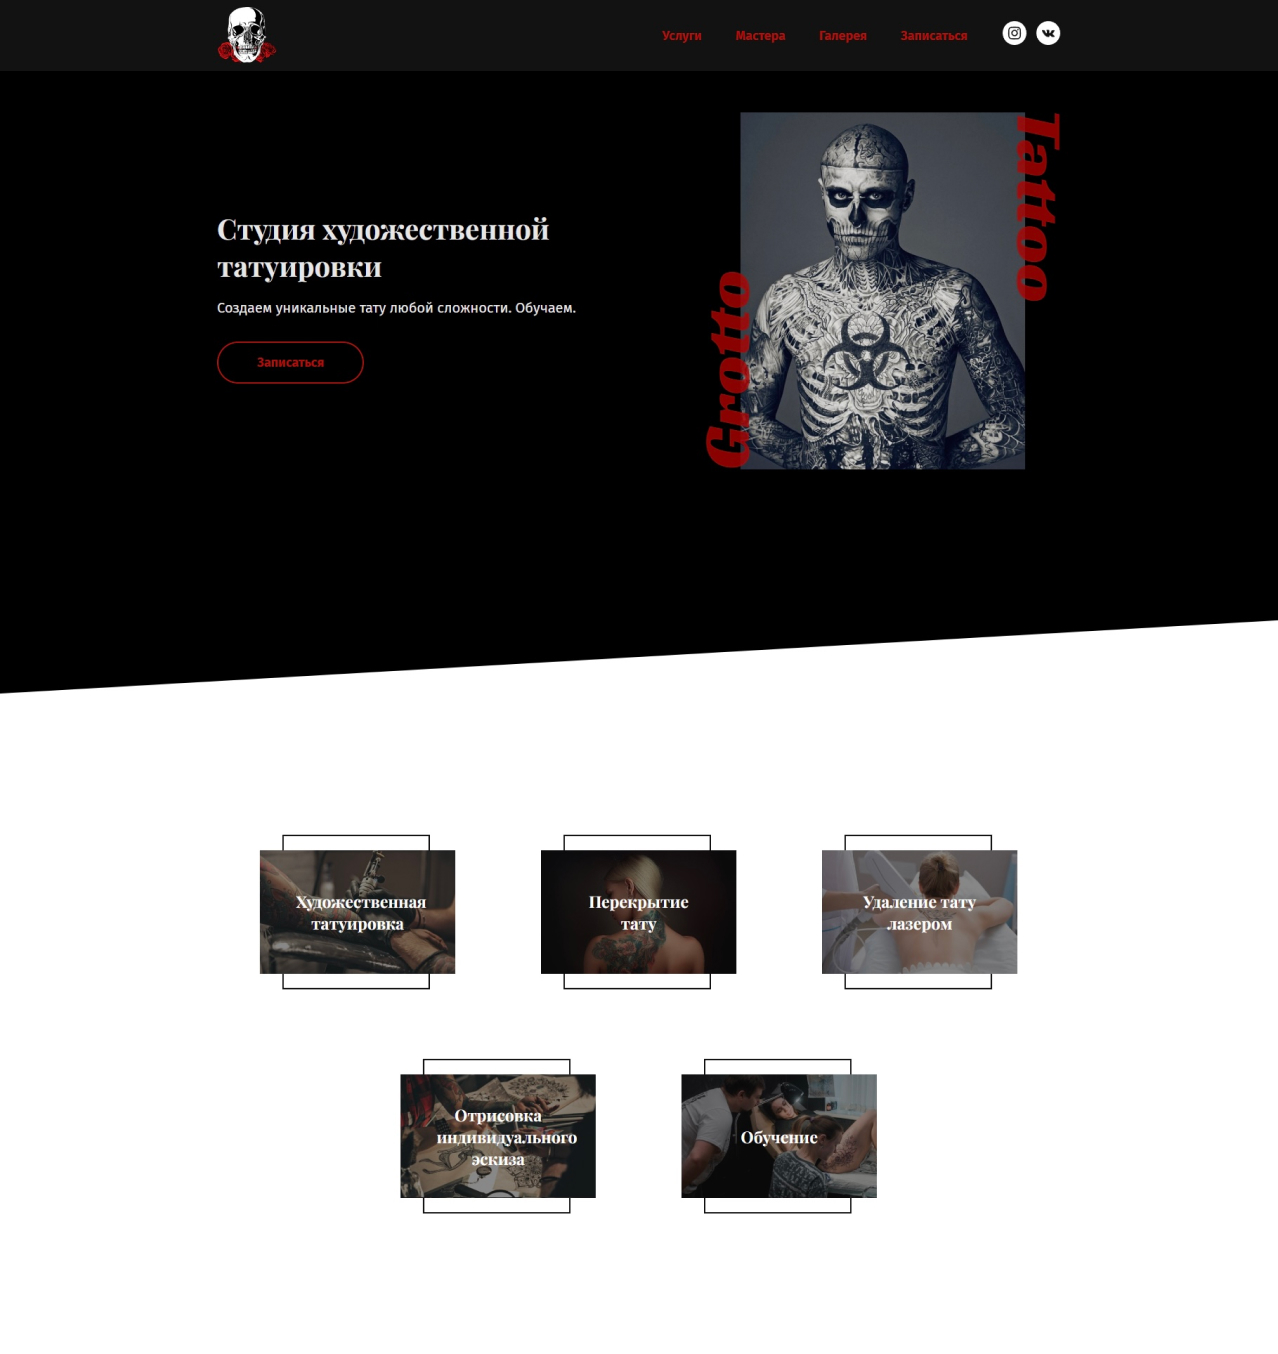 Услуги
Мастера
Галерея
Записаться
Студия художественной
татуировки
Создаем уникальные тату любой сложности. Обучаем.
Записаться
Grotto
Tattoo
Художественная
татуировка
Перекрытие
тату
Удаление тату
лазером
Отрисовка
индивидуального
эскиза
Обучение